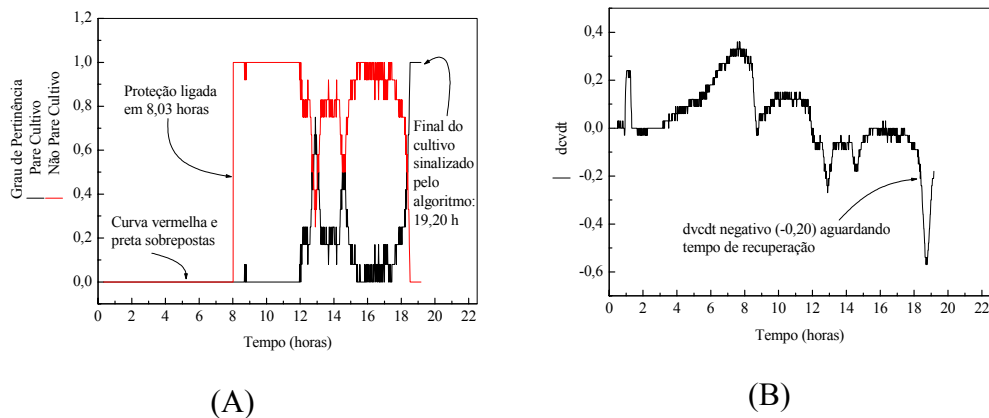 1,2
1,0
0,8
0,6
0,4
0,2
0,0
Grau de Pertinência
Pare Cultivo
Não Pare Cultivo
Proteção ligada
em 8,03 horas
Curva vermelha e
preta sobrepostas
Final do
cultivo
sinalizado
pelo
algoritmo:
19,20 h
0 2 4 6 8 10 12 14 16 18 20 22
Tempo (horas)
(A)
0,4
0,2
0,0
-0,2
-0,4
-0,6
dcvdt
dvcdt negativo (-0,20) aguardando
tempo de recuperação
0 2 4 6 8 10 12 14 16 18 20 22
Tempo (horas)
(B)